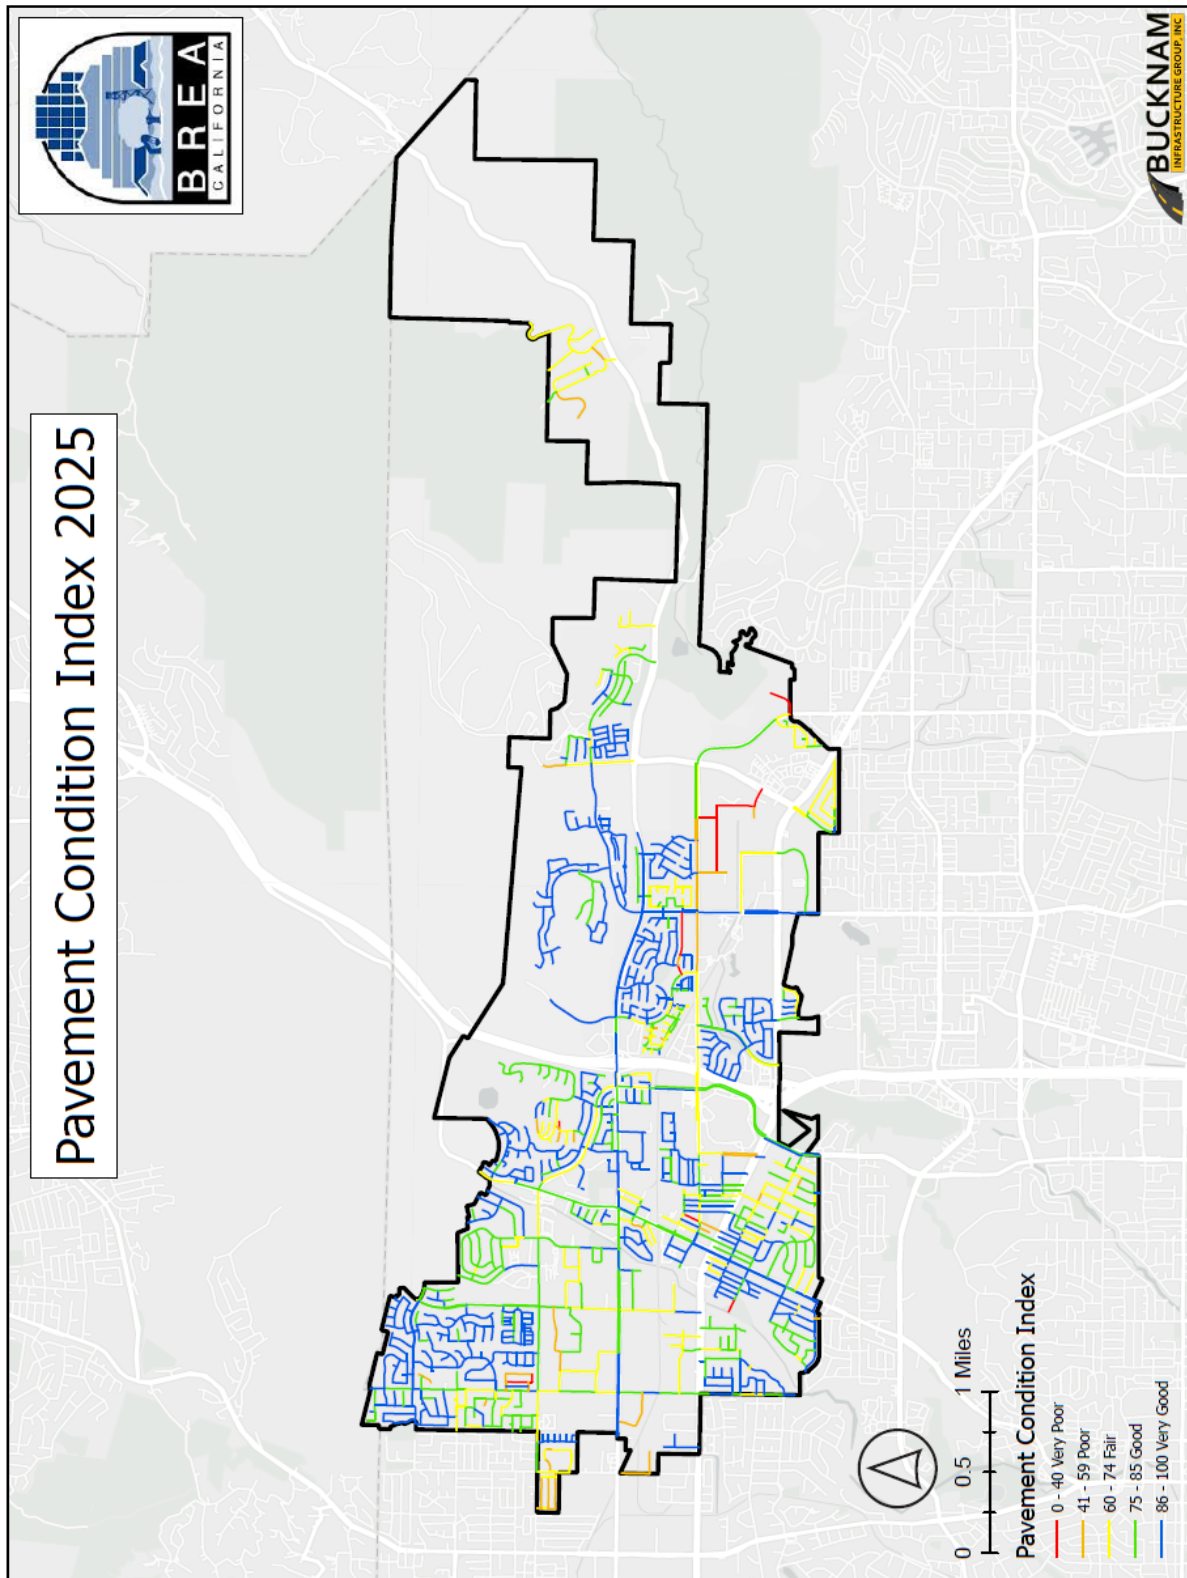 Pavement Condition Index 2025
BREA
CALIFORNIA
0 0.5 1 Miles
Pavement Condition Index
0 - 40 Very Poor
41 - 59 Poor
60 - 74 Fair
75 - 85 Good
86 - 100 Very Good
BUCKNAM
INFRASTRUCTURE GROUP, INC